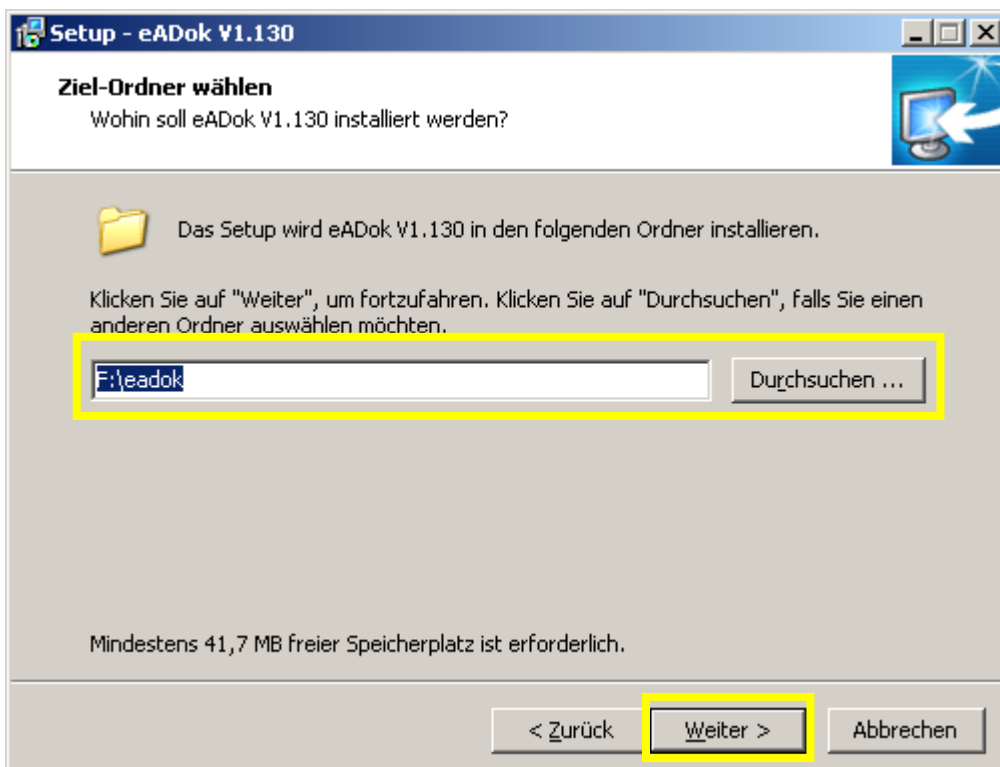 Setup - eADok V1.130
Ziel-Ordner wählen
Wohin soll eADok V1.130 installiert werden?
Das Setup wird eADok V1.130 in den folgenden Ordner installieren.
Klicken Sie auf "Weiter", um fortzufahren. Klicken Sie auf "Durchsuchen", falls Sie einen
anderen Ordner auswählen möchten.
F:\eadok
Durchsuchen ...
Mindestens 41,7 MB freier Speicherplatz ist erforderlich.
< Zurück
Weiter >
Abbrechen